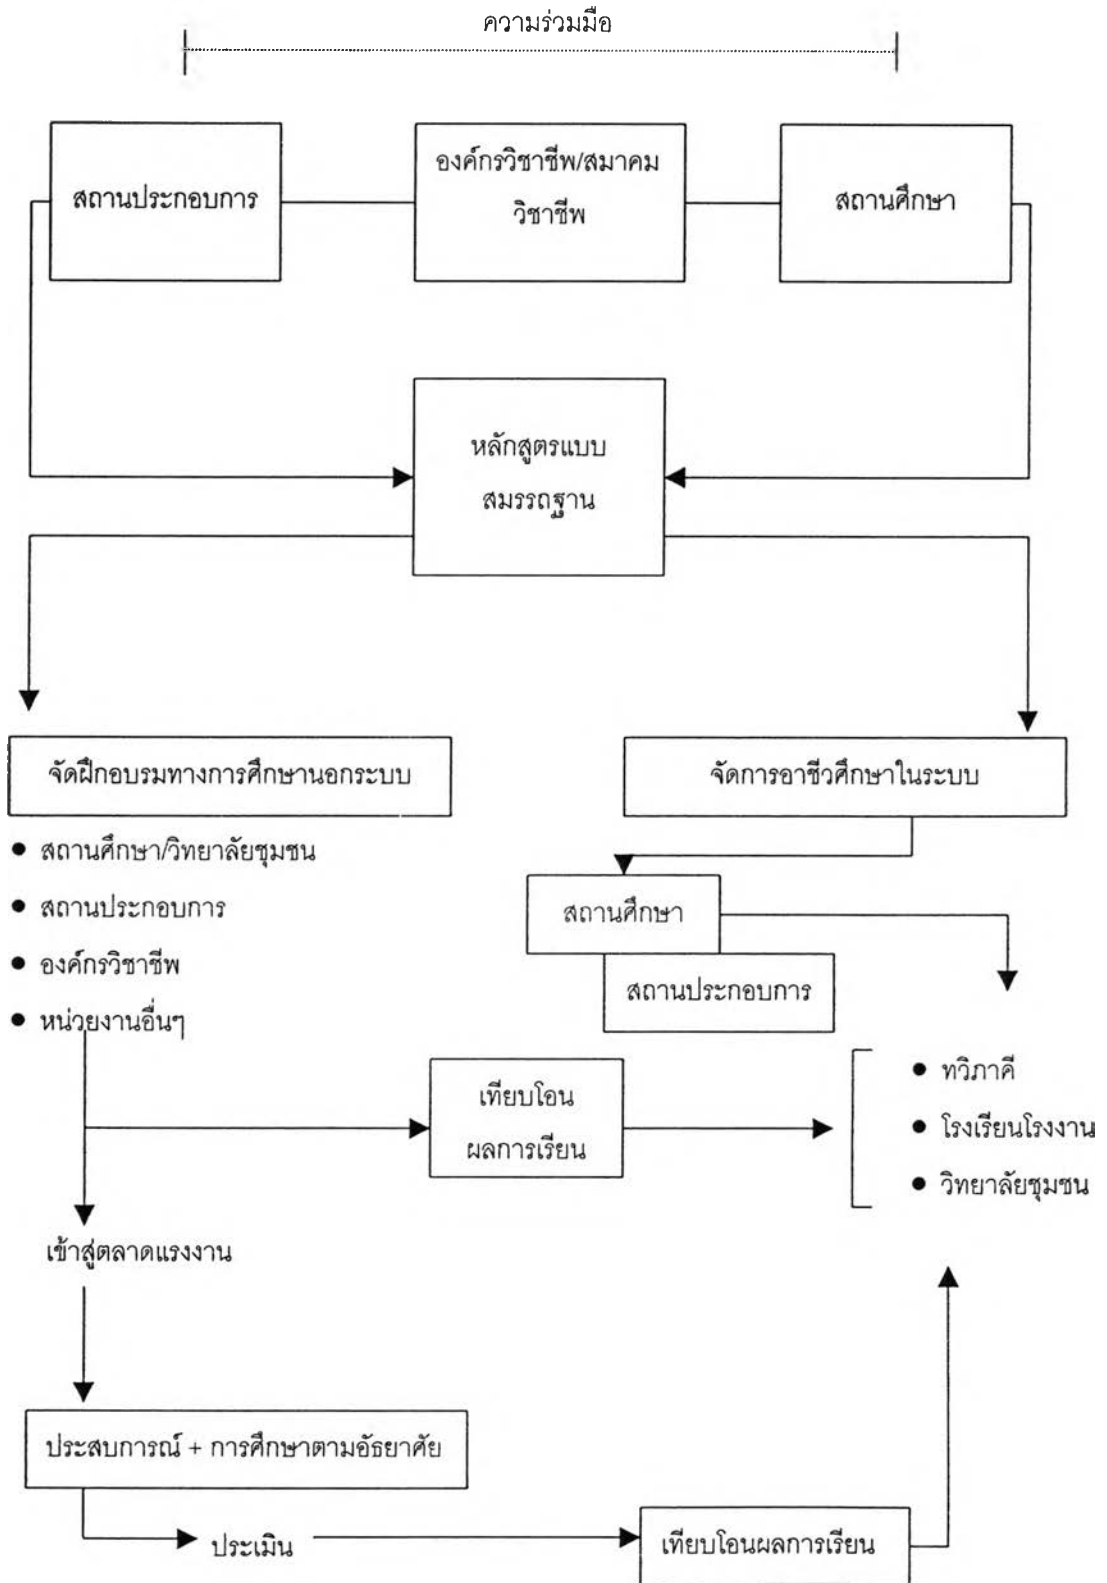 ความร่วมมือ
สถานประกอบการ
องค์กรวิชาชีพ/สมาคม
วิชาชีพ
สถานศึกษา
หลักสูตรแบบ
สมรรถฐาน
จัดฝึกอบรมทางการศึกษานอกระบบ
จัดการอาชีวศึกษาในระบบ
● สถานศึกษา/วิทยาลัยชุมชน
● สถานประกอบการ
● องค์กรวิชาชีพ
● หน่วยงานอื่นๆ
สถานศึกษา
สถานประกอบการ
เทียบโอน
ผลการเรียน
● ทวิภาคี
● โรงเรียนโรงงาน
● วิทยาลัยชุมชน
เข้าสู่ตลาดแรงงาน
ประสบการณ์ + การศึกษาตามอัธยาศัย
ประเมิน
เทียบโอนผลการเรียน